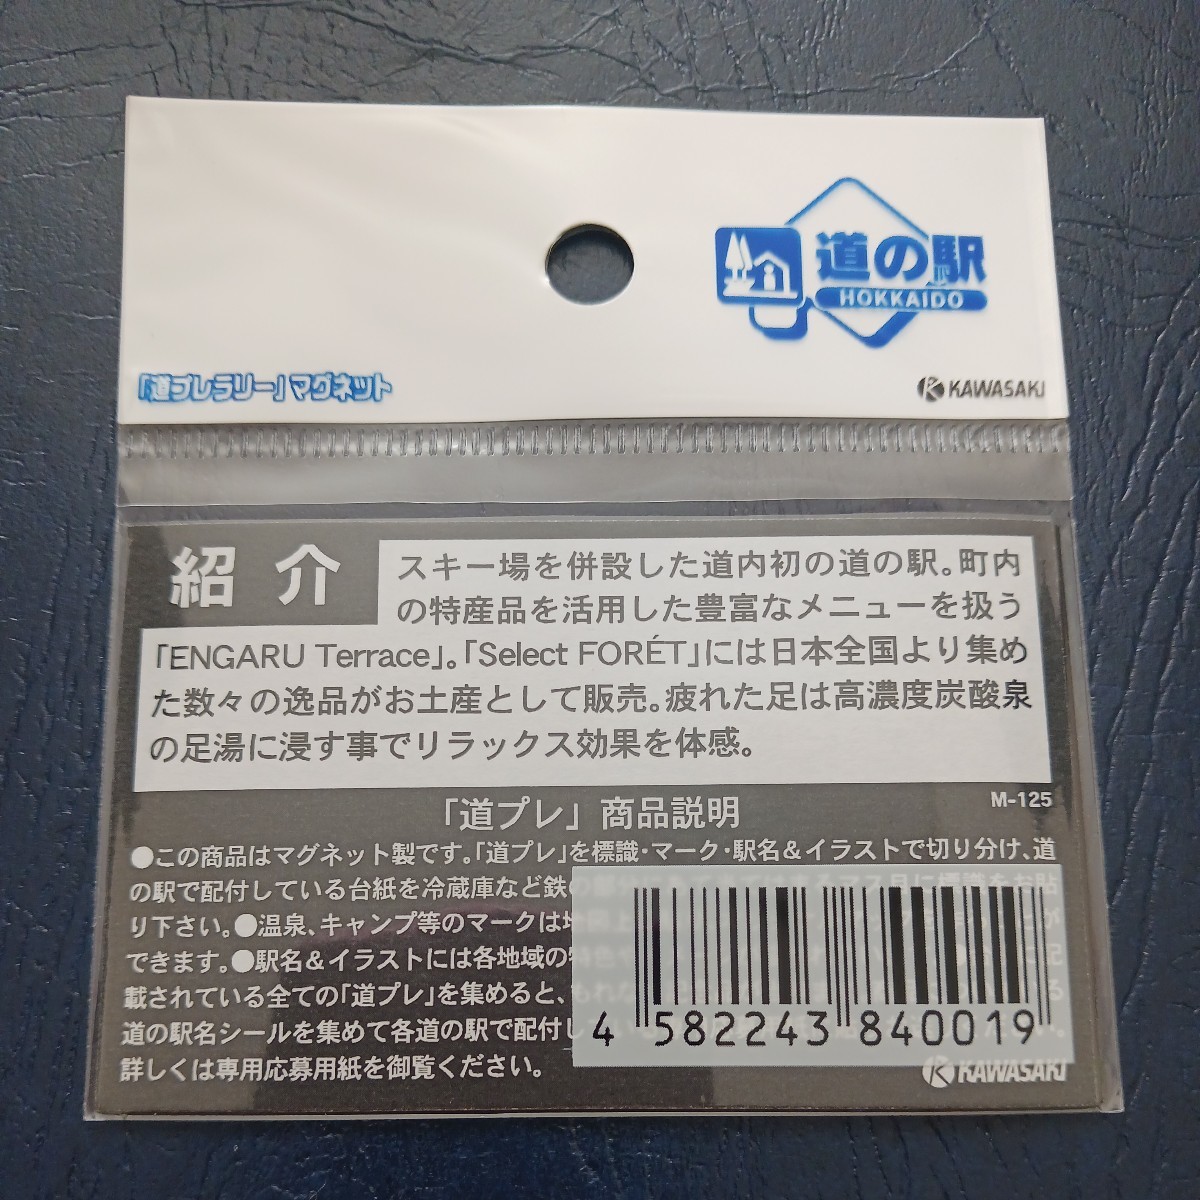 道の駅
HOKKAIDO
「道プレラリー」マグネット
KAWASAKI
紹介
スキー場を併設した道内初の道の駅。町内
の特産品を活用した豊富なメニューを扱う
「ENGARU Terrace」。「Select FORÉT」には日本全国より集め
た数々の逸品がお土産として販売。疲れた足は高濃度炭酸泉
の足湯に浸す事でリラックス効果を体感。
「道プレ」商品説明
M-125
●この商品はマグネット製です。「道プレ」を標識・マーク・駅名&イラストで切り分け、道
の駅で配付している台紙を冷蔵庫など鉄の
り下さい。●温泉、キャンプ等のマークは地
できます。●駅名&イラストには各地域の
載されている全ての「道プレ」を集めると、
道の駅名シールを集めて各道の駅で配付し
詳しくは専用応募用紙を御覧ください。
4 582243 840019
KAWASAKI